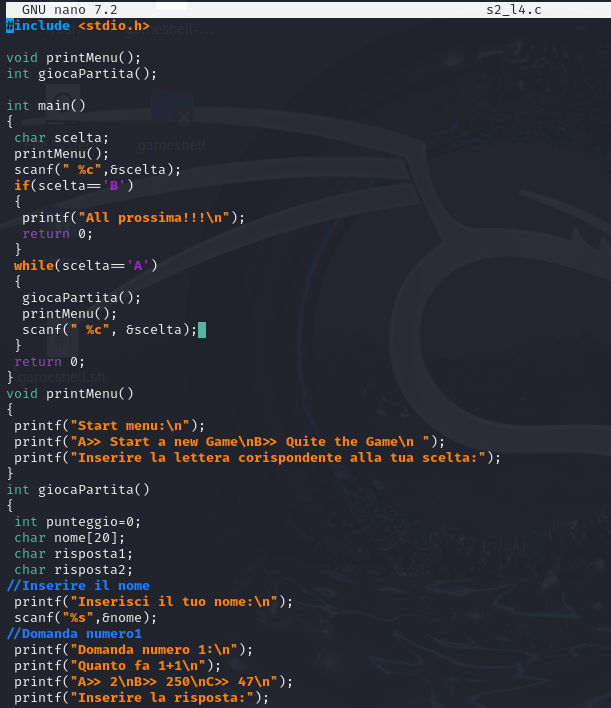 GNU nano 7.2 s2_l4.c
#include <stdio.h>
void printMenu();
int giocaPartita();
int main()
{
char scelta;
printMenu();
scanf(" %c",&scelta);
if(scelta=='B')
{
printf("All prossima!!!\n");
return 0;
}
while(scelta=='A')
{
giocaPartita();
printMenu();
scanf(" %c", &scelta);
}
return 0;
}
void printMenu()
{
printf("Start menu:\n");
printf("A>> Start a new Game\nB>> Quite the Game\n ");
printf("Inserire la lettera corispondente alla tua scelta:");
}
int giocaPartita()
{
int punteggio=0;
char nome[20];
char risposta1;
char risposta2;
//Inserire il nome
printf("Inserisci il tuo nome:\n");
scanf("%s",&nome);
//Domanda numero1
printf("Domanda numero 1:\n");
printf("Quanto fa 1+1\n");
printf("A>> 2\nB>> 250\nC>> 47\n");
printf("Inserire la risposta:");
gameshell-...
gameshell
gameshell.sh